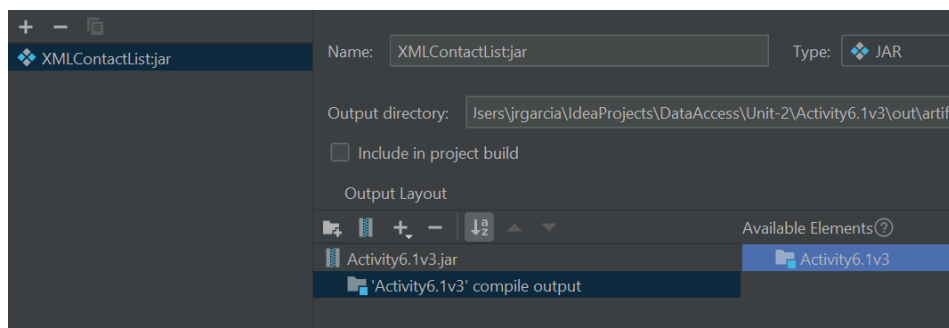 XMLContactList:jar
Name: XMLContactList:jar Type: JAR
Output directory: Jsers\jrgarcia\IdeaProjects\DataAccess\Unit-2\Activity6.1v3\out\artif
Include in project build
Output Layout
Available Elements
Activity6.1v3.jar
Activity6.1v3
'Activity6.1v3' compile output